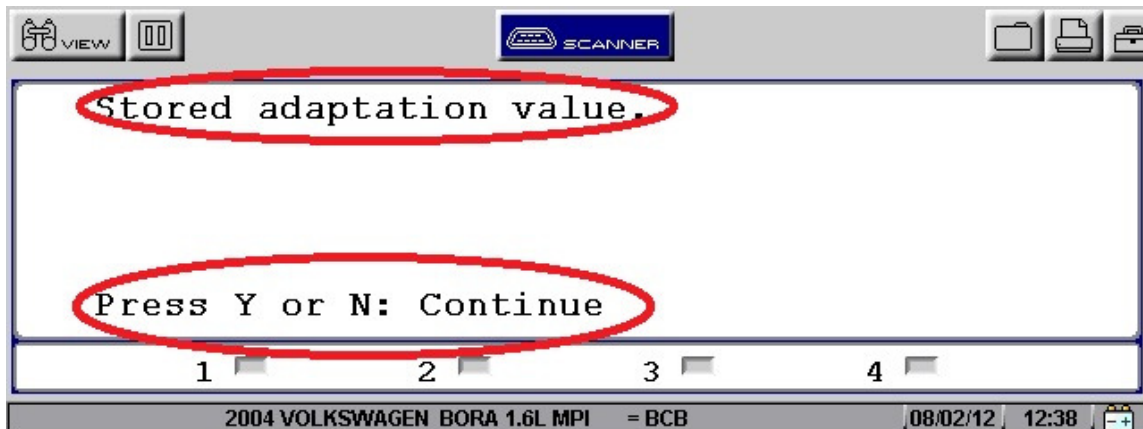 VIEW
SCANNER
Stored adaptation value.
Press Y or N: Continue
1 2 3 4
2004 VOLKSWAGEN BORA 1.6L MPI = BCB 08/02/12 12:38